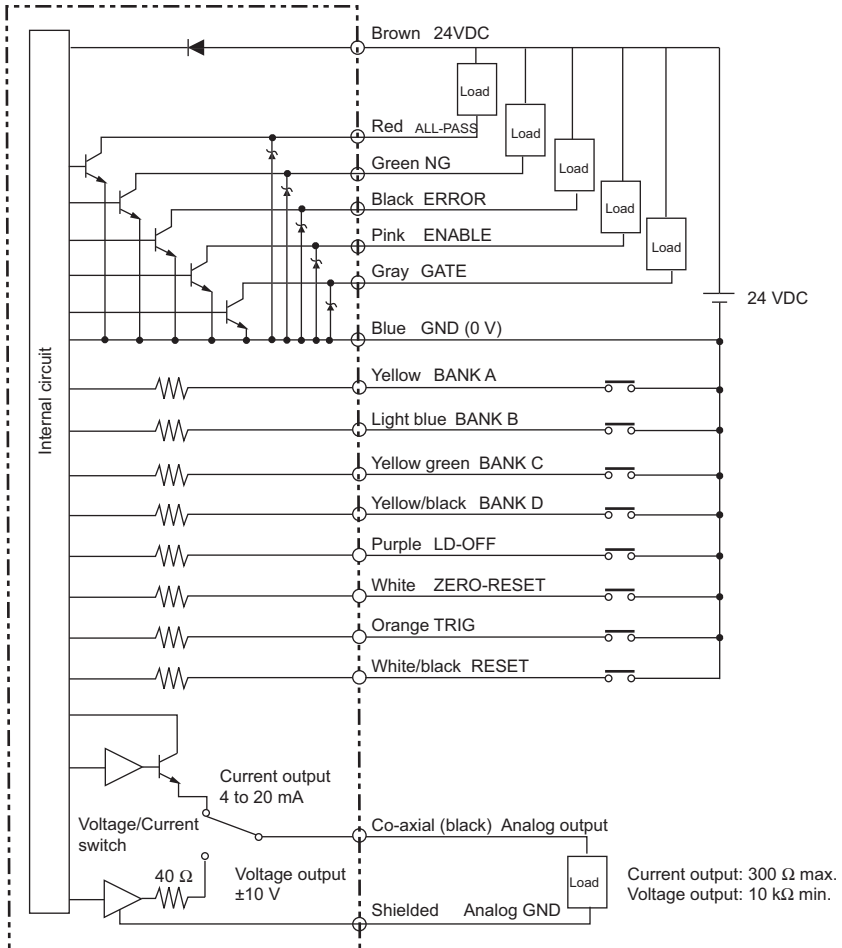 Brown 24VDC
Load
Red ALL-PASS
Load
Green NG
Load
Black ERROR
Load
Pink ENABLE
Load
Gray GATE
24 VDC
Blue GND (0 V)
Internal circuit
Yellow BANK A
Light blue BANK B
Yellow green BANK C
Yellow/black BANK D
Purple LD-OFF
White ZERO-RESET
Orange TRIG
White/black RESET
Current output
4 to 20 mA
Voltage/Current
switch
Co-axial (black) Analog output
40 Ω
Voltage output
±10 V
Load
Current output: 300 Ω max.
Voltage output: 10 kΩ min.
Shielded Analog GND